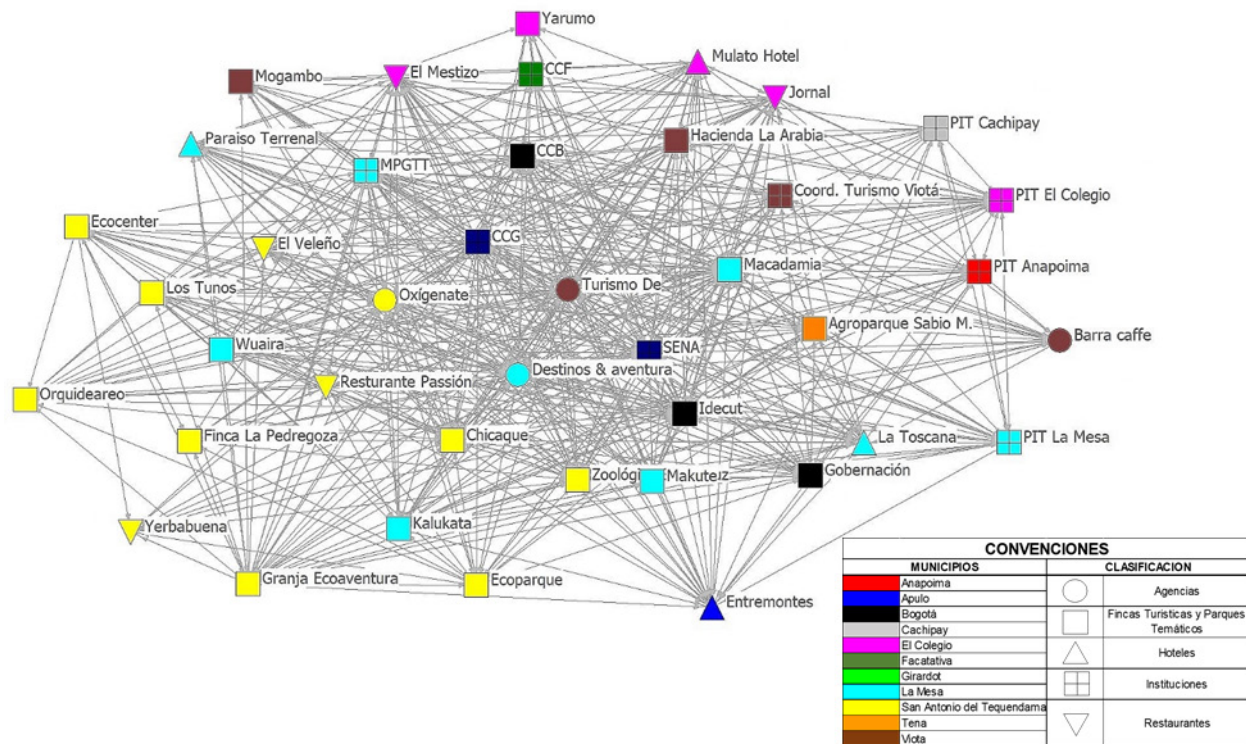 Yarumo
Mulato Hotel
El Mestizo
CCF
Mogambo
Jornal
PIT Cachipay
Paraiso Terrenal
Hacienda La Arabia
CCB
MPGTT
Coord. Turismo Viotá
PIT El Colegio
Ecocenter
El Veleño
CCG
Macadamia
PIT Anapoima
Los Tunos
Oxígenate
Turismo De
Agroparque Sabio M.
Barra caffe
Wuaira
SENA
Resturante Passión
Destinos & aventura
Orquideareo
Idecut
Finca La Pedregoza
Chicaque
La Toscana
PIT La Mesa
Zoológi
Makute
Gobernación
Yerbabuena
Kalukata
Granja Ecoaventura
Ecoparque
Entremontes
CONVENCIONES
MUNICIPIOS CLASIFICACION
Anapoima
Apulo
Agencias
Bogotá
Cachipay
Fincas Turisticas y Parques
Temáticos
El Colegio
Facatativa
Hoteles
Girardot
La Mesa
Instituciones
San Antonio del Tequendama
Tena
Restaurantes
Viota